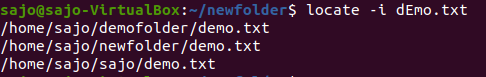 sajo@sajo-VirtualBox:~/newfolder$ locate -i dEmo.txt
/home/sajo/demofolder/demo.txt
/home/sajo/newfolder/demo.txt
/home/sajo/sajo/demo.txt